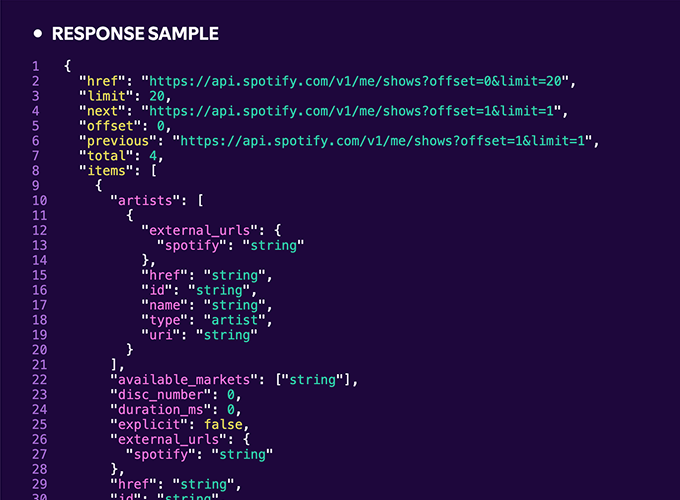 • RESPONSE SAMPLE
1 {
2 "href": "https://api.spotify.com/v1/me/shows?offset=0&limit=20",
3 "limit": 20,
4 "next": "https://api.spotify.com/v1/me/shows?offset=1&limit=1",
5 "offset": 0,
6 "previous": "https://api.spotify.com/v1/me/shows?offset=1&limit=1",
7 "total": 4,
8 "items": [
9 {
10 "artists": [
11 {
12 "external_urls": {
13 "spotify": "string"
14 },
15 "href": "string",
16 "id": "string",
17 "name": "string",
18 "type": "artist",
19 "uri": "string"
20 }
21 ],
22 "available_markets": ["string"],
23 "disc_number": 0,
24 "duration_ms": 0,
25 "explicit": false,
26 "external_urls": {
27 "spotify": "string"
28 },
29 "href": "string",
30 "id": "string"